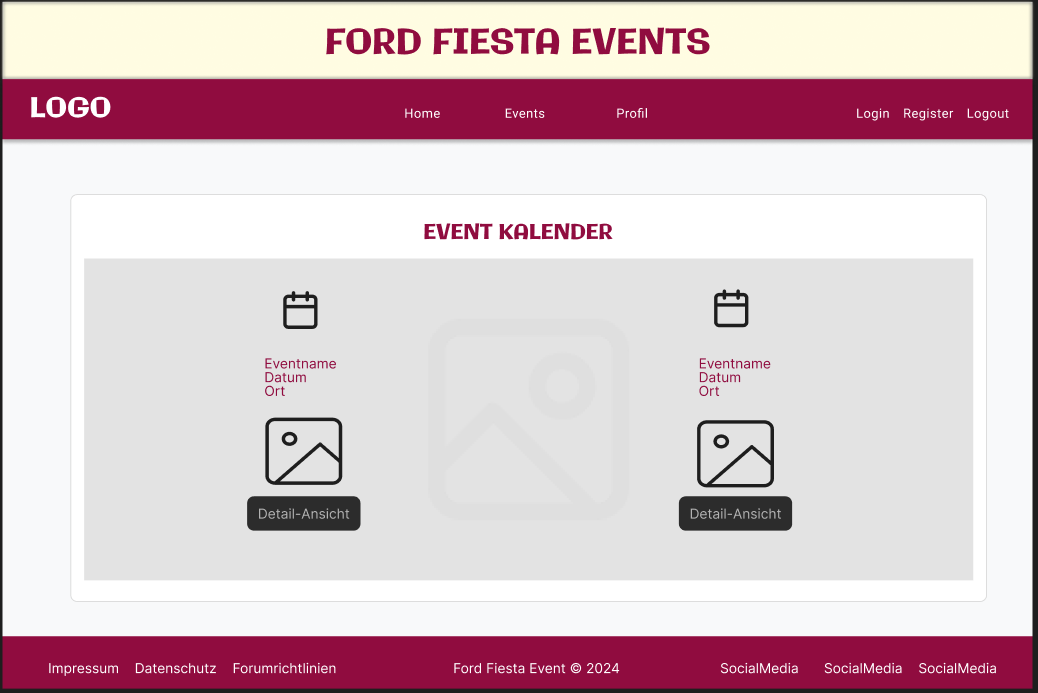 FORD FIESTA EVENTS
LOGO
Home Events Profil
Login Register Logout
EVENT KALENDER
Eventname
Datum
Ort
Detail-Ansicht
Eventname
Datum
Ort
Detail-Ansicht
Impressum Datenschutz Forumrichtlinien
Ford Fiesta Event © 2024
SocialMedia SocialMedia SocialMedia